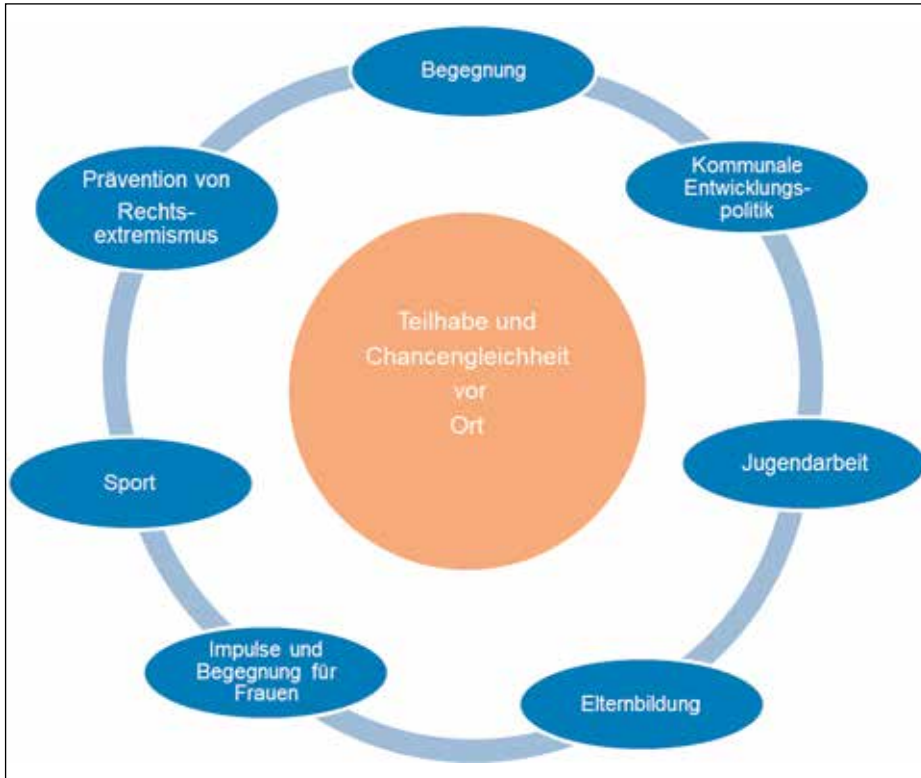 Begegnung
Kommunale
Entwicklungs-
politik
Jugendarbeit
Elternbildung
Impulse und
Begegnung für
Frauen
Sport
Prävention von
Rechts-
extremismus
Teilhabe und
Chancengleichheit
vor
Ort